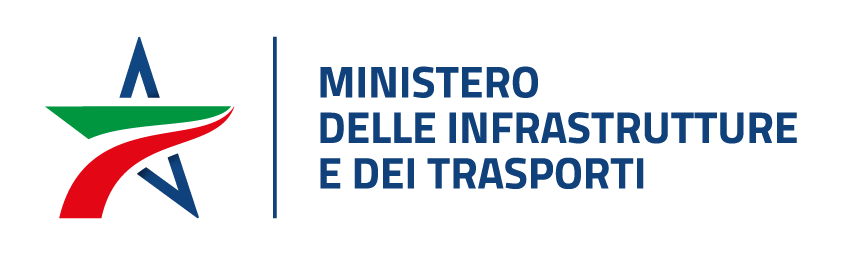 MINISTERO
DELLE INFRASTRUTTURE
E DEI TRASPORTI